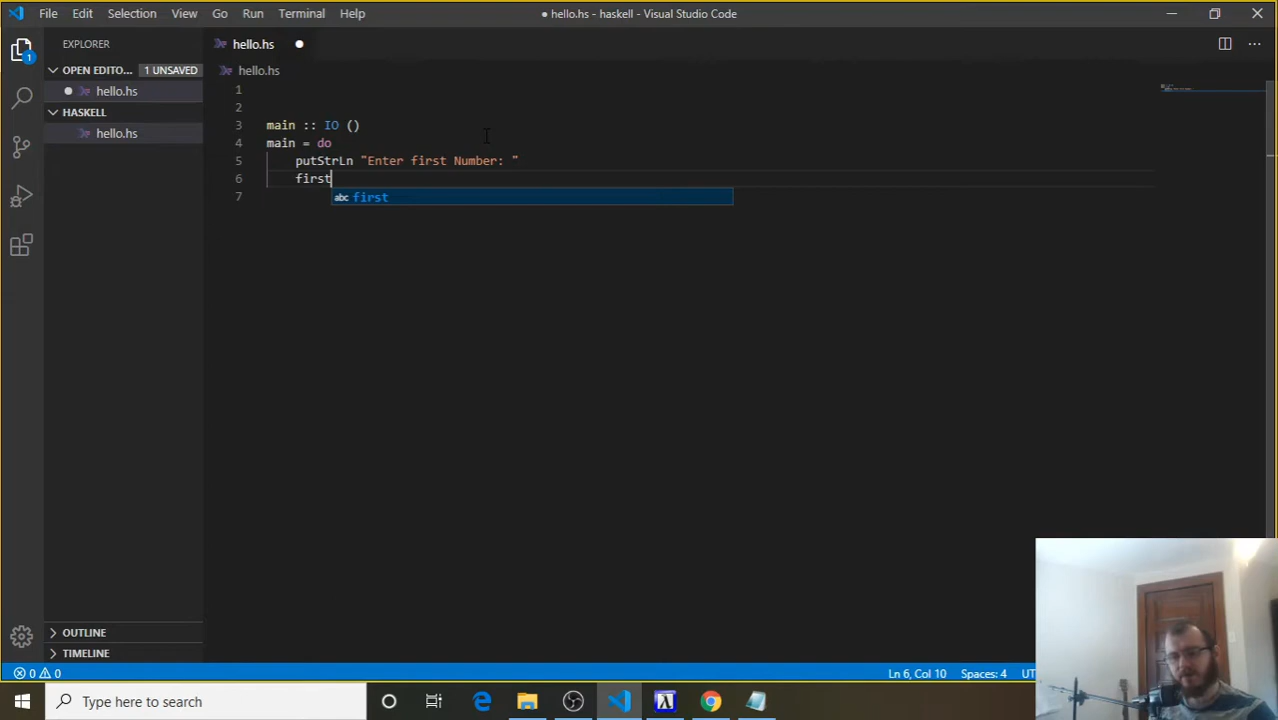 File Edit Selection View Go Run Terminal Help
● hello.hs - haskell - Visual Studio Code
EXPLORER
hello.hs ●
OPEN EDITO... 1 UNSAVED
hello.hs
● hello.hs
HASKELL
hello.hs
1
2
3 main :: IO ()
4 main = do
5 putStrLn "Enter first Number: "
6 first
abc first
7
1
OUTLINE
TIMELINE
0 0
Ln 6, Col 10 Spaces: 4 UT
Type here to search